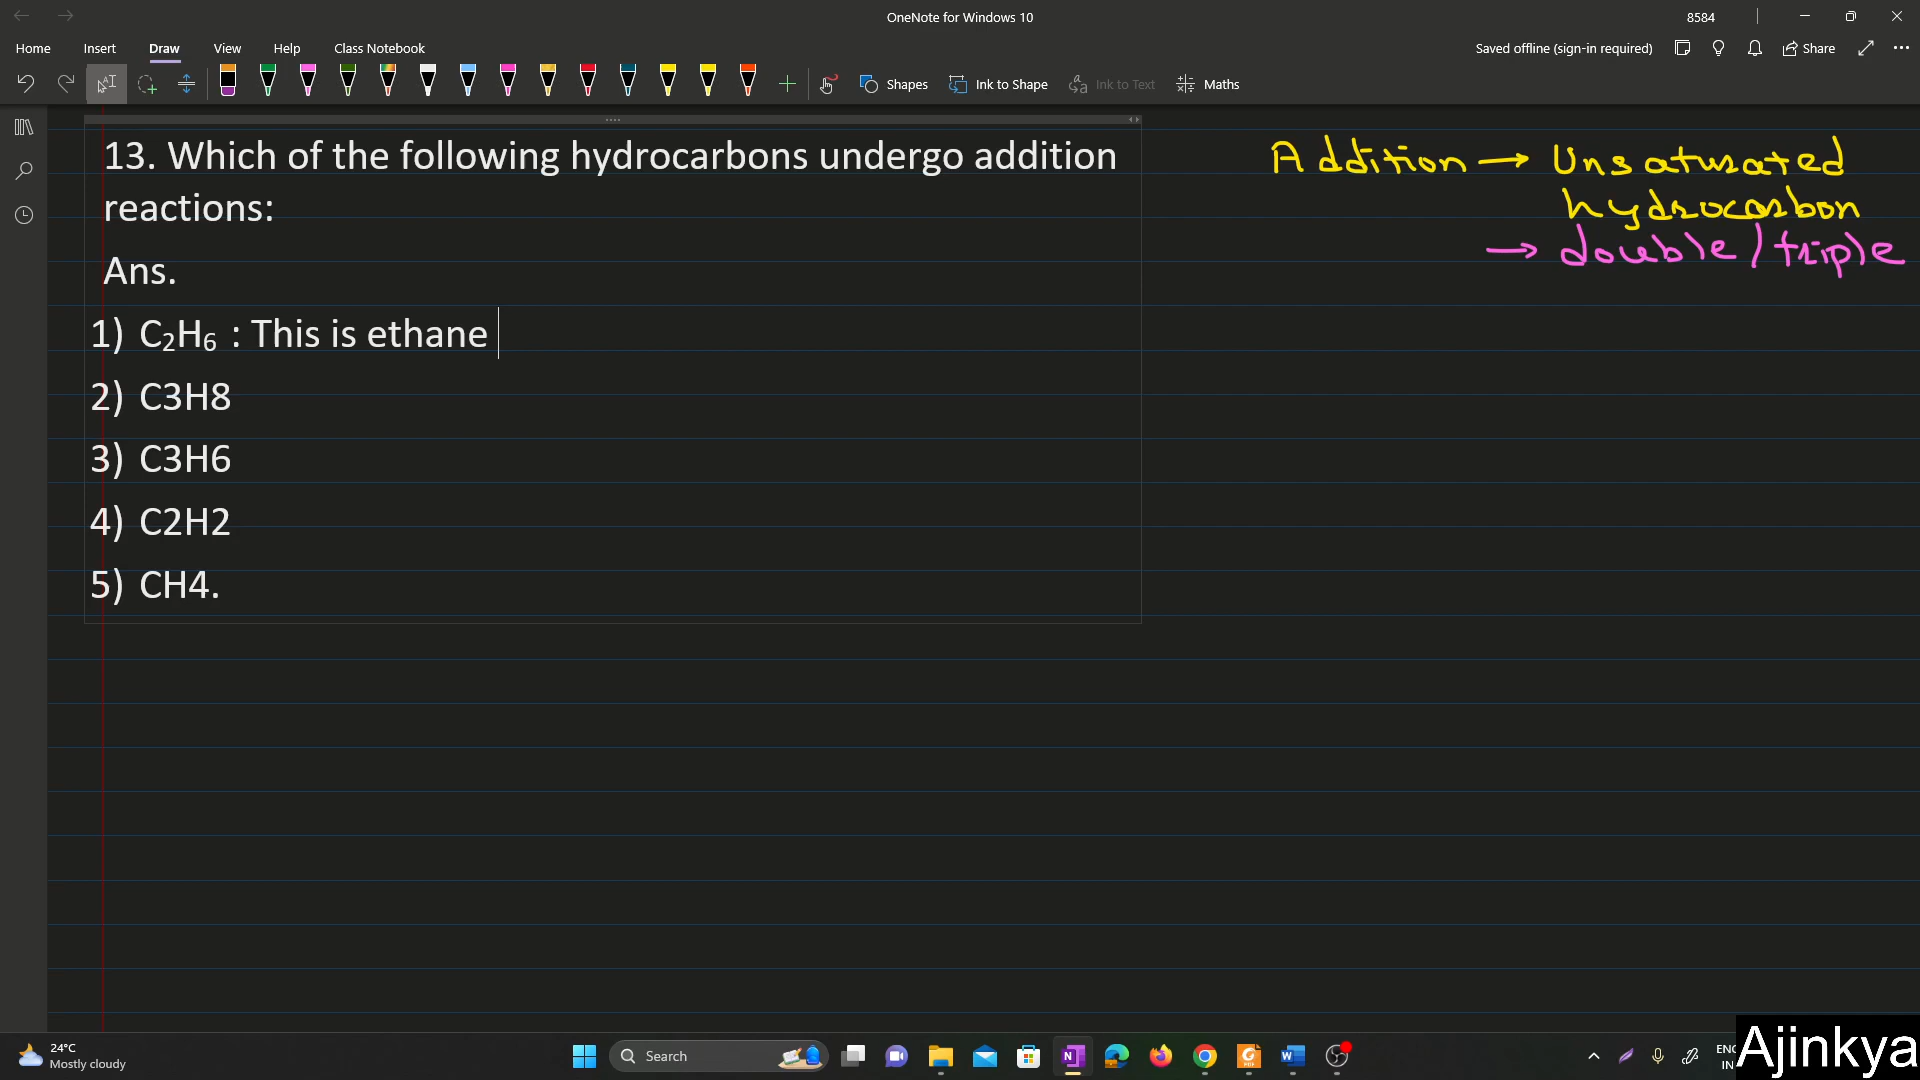 OneNote for Windows 10
8584
Home Insert Draw View Help Class Notebook
Saved offline (sign-in required)
Share
Shapes
Ink to Shape
Ink to Text
Maths
13. Which of the following hydrocarbons undergo addition
reactions:
Ans.
1) C₂H₆ : This is ethane
2) C3H8
3) C3H6
4) C2H2
5) CH4.
Addition → Unsaturated
hydrocarbon
→ double / triple
24°C
Mostly cloudy
Search
ENG
IN
Ajinkya